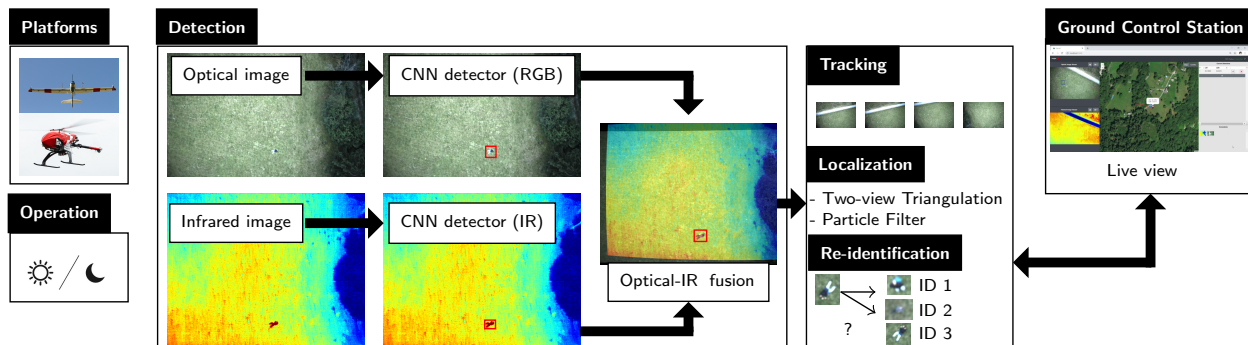 Platforms
Operation
Detection
Optical image
CNN detector (RGB)
Infrared image
CNN detector (IR)
Optical-IR fusion
Tracking
Localization
- Two-view Triangulation
- Particle Filter
Re-identification
ID 1
ID 2
?
ID 3
Ground Control Station
Live view